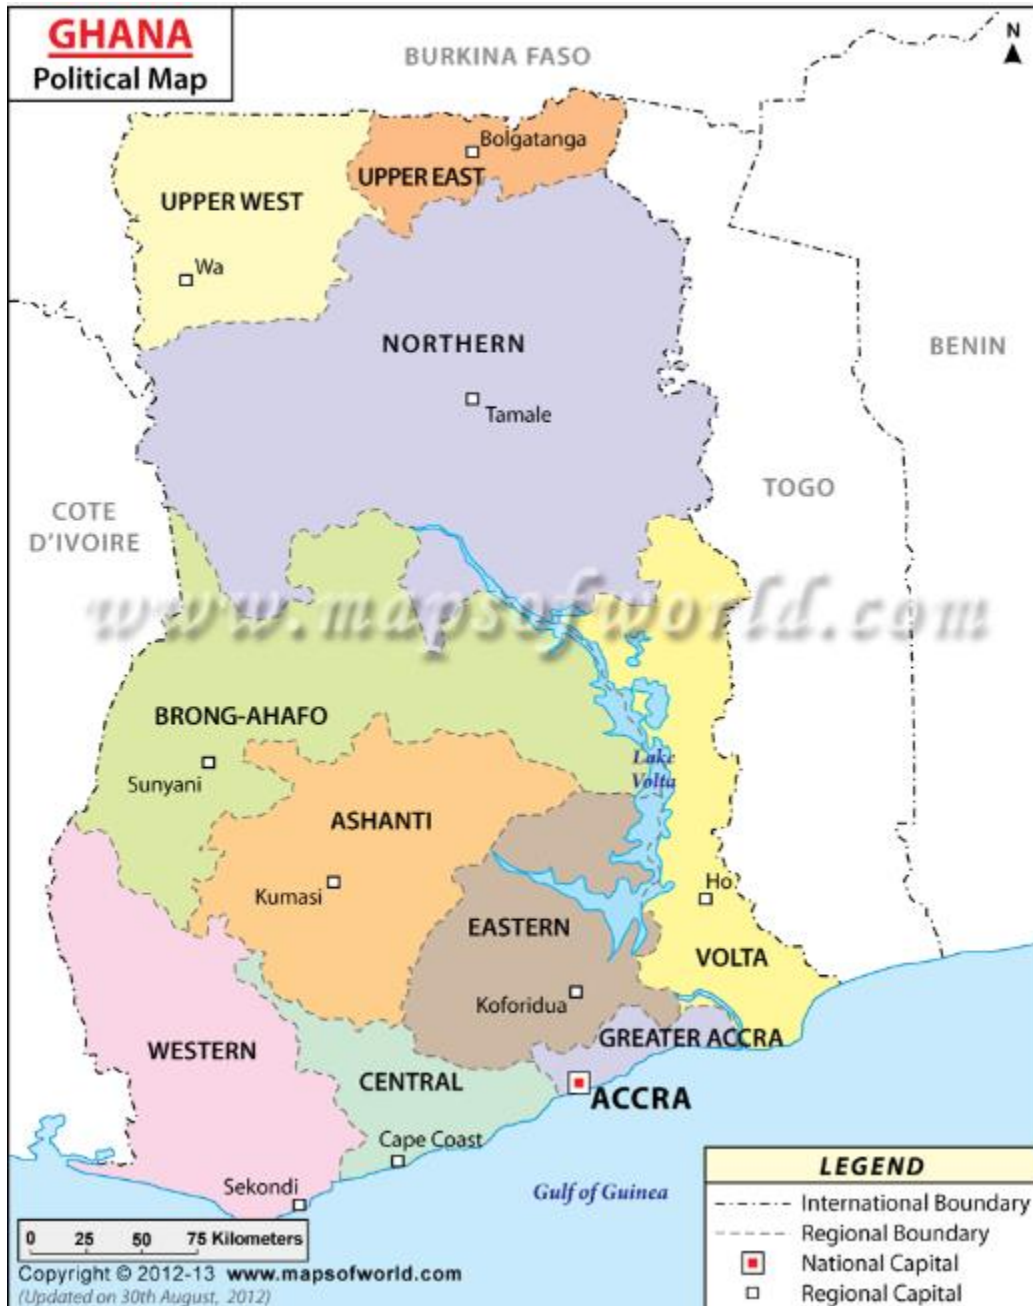 GHANA
Political Map
BURKINA FASO
N
Bolgatanga
UPPER EAST
UPPER WEST
Wa
NORTHERN
BENIN
Tamale
TOGO
COTE
D'IVOIRE
www.mapsofworld.com
BRONG-AHAFO
Sunyani
Lake
Volta
ASHANTI
Kumasi
Ho
EASTERN
VOLTA
Koforidua
GREATER ACCRA
WESTERN
CENTRAL
ACCRA
Cape Coast
Sekondi
Gulf of Guinea
LEGEND
International Boundary
Regional Boundary
National Capital
Regional Capital
0 25 50 75 Kilometers
Copyright © 2012-13 www.mapsofworld.com
(Updated on 30th August, 2012)